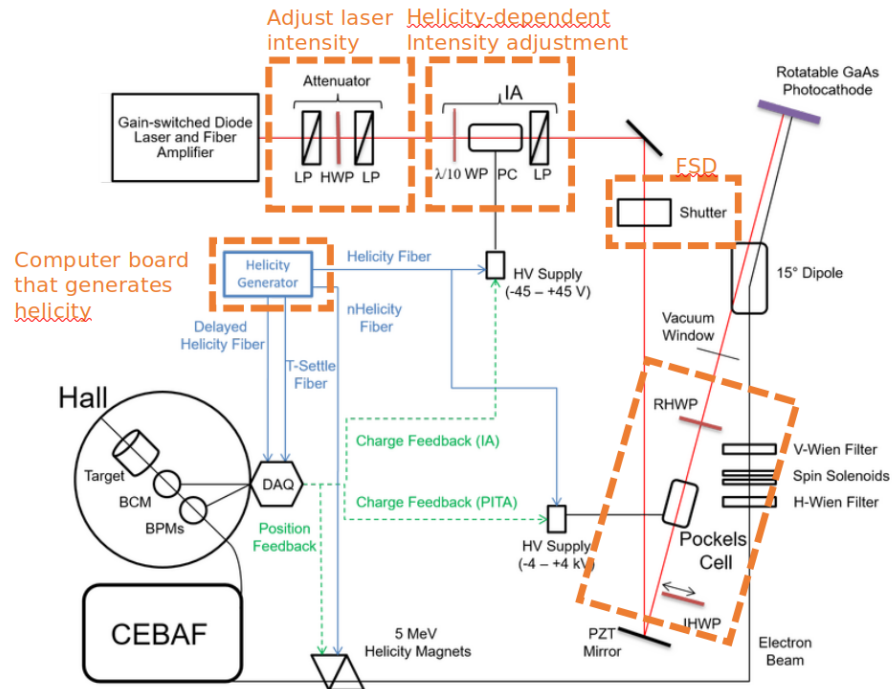 Adjust laser
intensity
Helicity-dependent
Intensity adjustment
Rotatable GaAs
Photocathode
Attenuator
IA
Gain-switched Diode
Laser and Fiber
Amplifier
LP HWP LP
λ/10 WP PC LP
FSD
Shutter
Computer board
that generates
helicity
Helicity
Generator
Helicity Fiber
HV Supply
(-45 – +45 V)
15° Dipole
nHelicity
Fiber
Delayed
Helicity Fiber
T-Settle
Fiber
Vacuum
Window
Hall
RHWP
Target
BCM
BPMs
DAQ
Charge Feedback (IA)
Charge Feedback (PITA)
Position
Feedback
V-Wien Filter
Spin Solenoids
H-Wien Filter
HV Supply
(-4 – +4 kV)
Pockels
Cell
IHWP
PZT
Mirror
CEBAF
5 MeV
Helicity Magnets
Electron
Beam